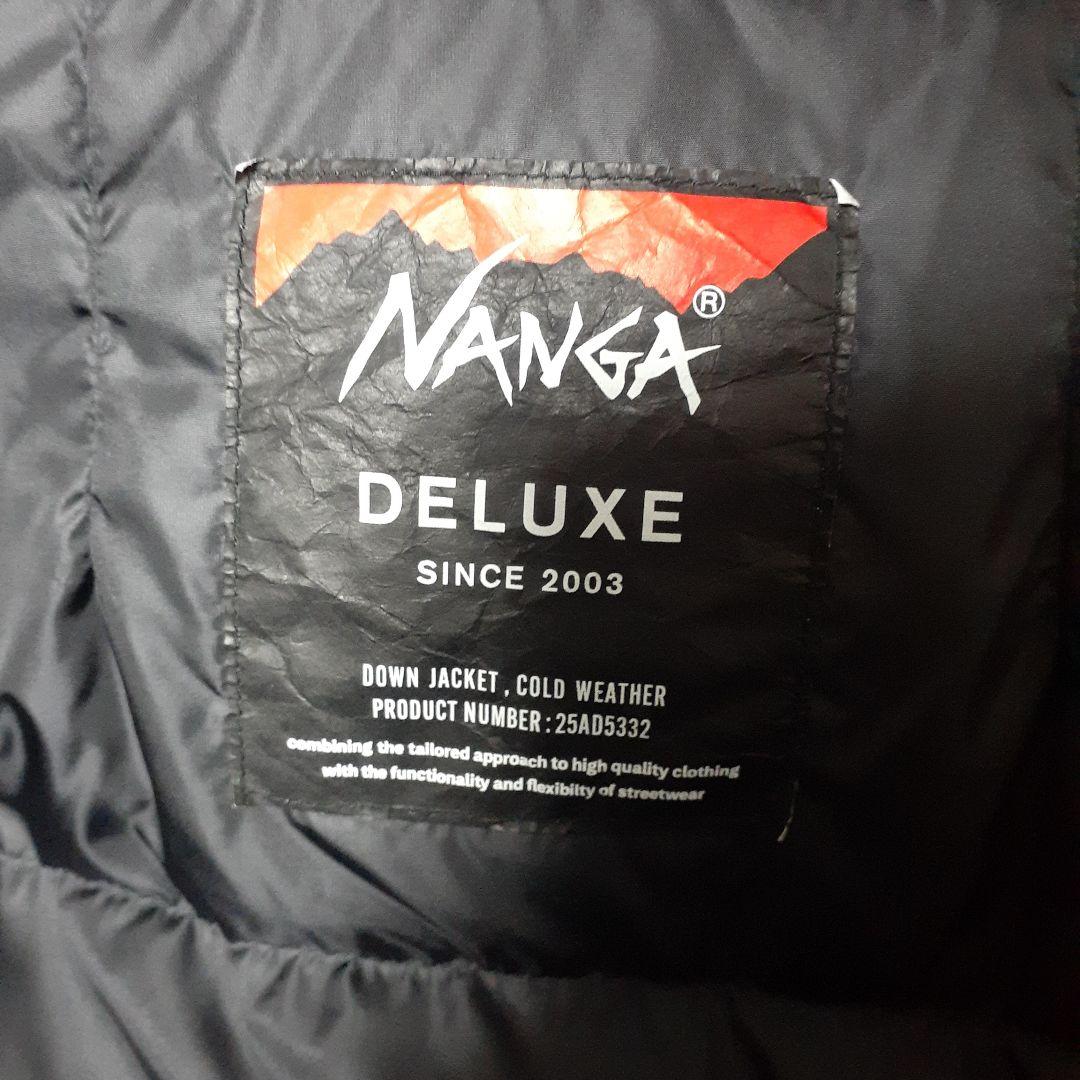 NANGA®
DELUXE
SINCE 2003
DOWN JACKET, COLD WEATHER
PRODUCT NUMBER : 25AD5332
combining the tailored approach to high quality clothing
with the functionality and flexibilty of streetwear